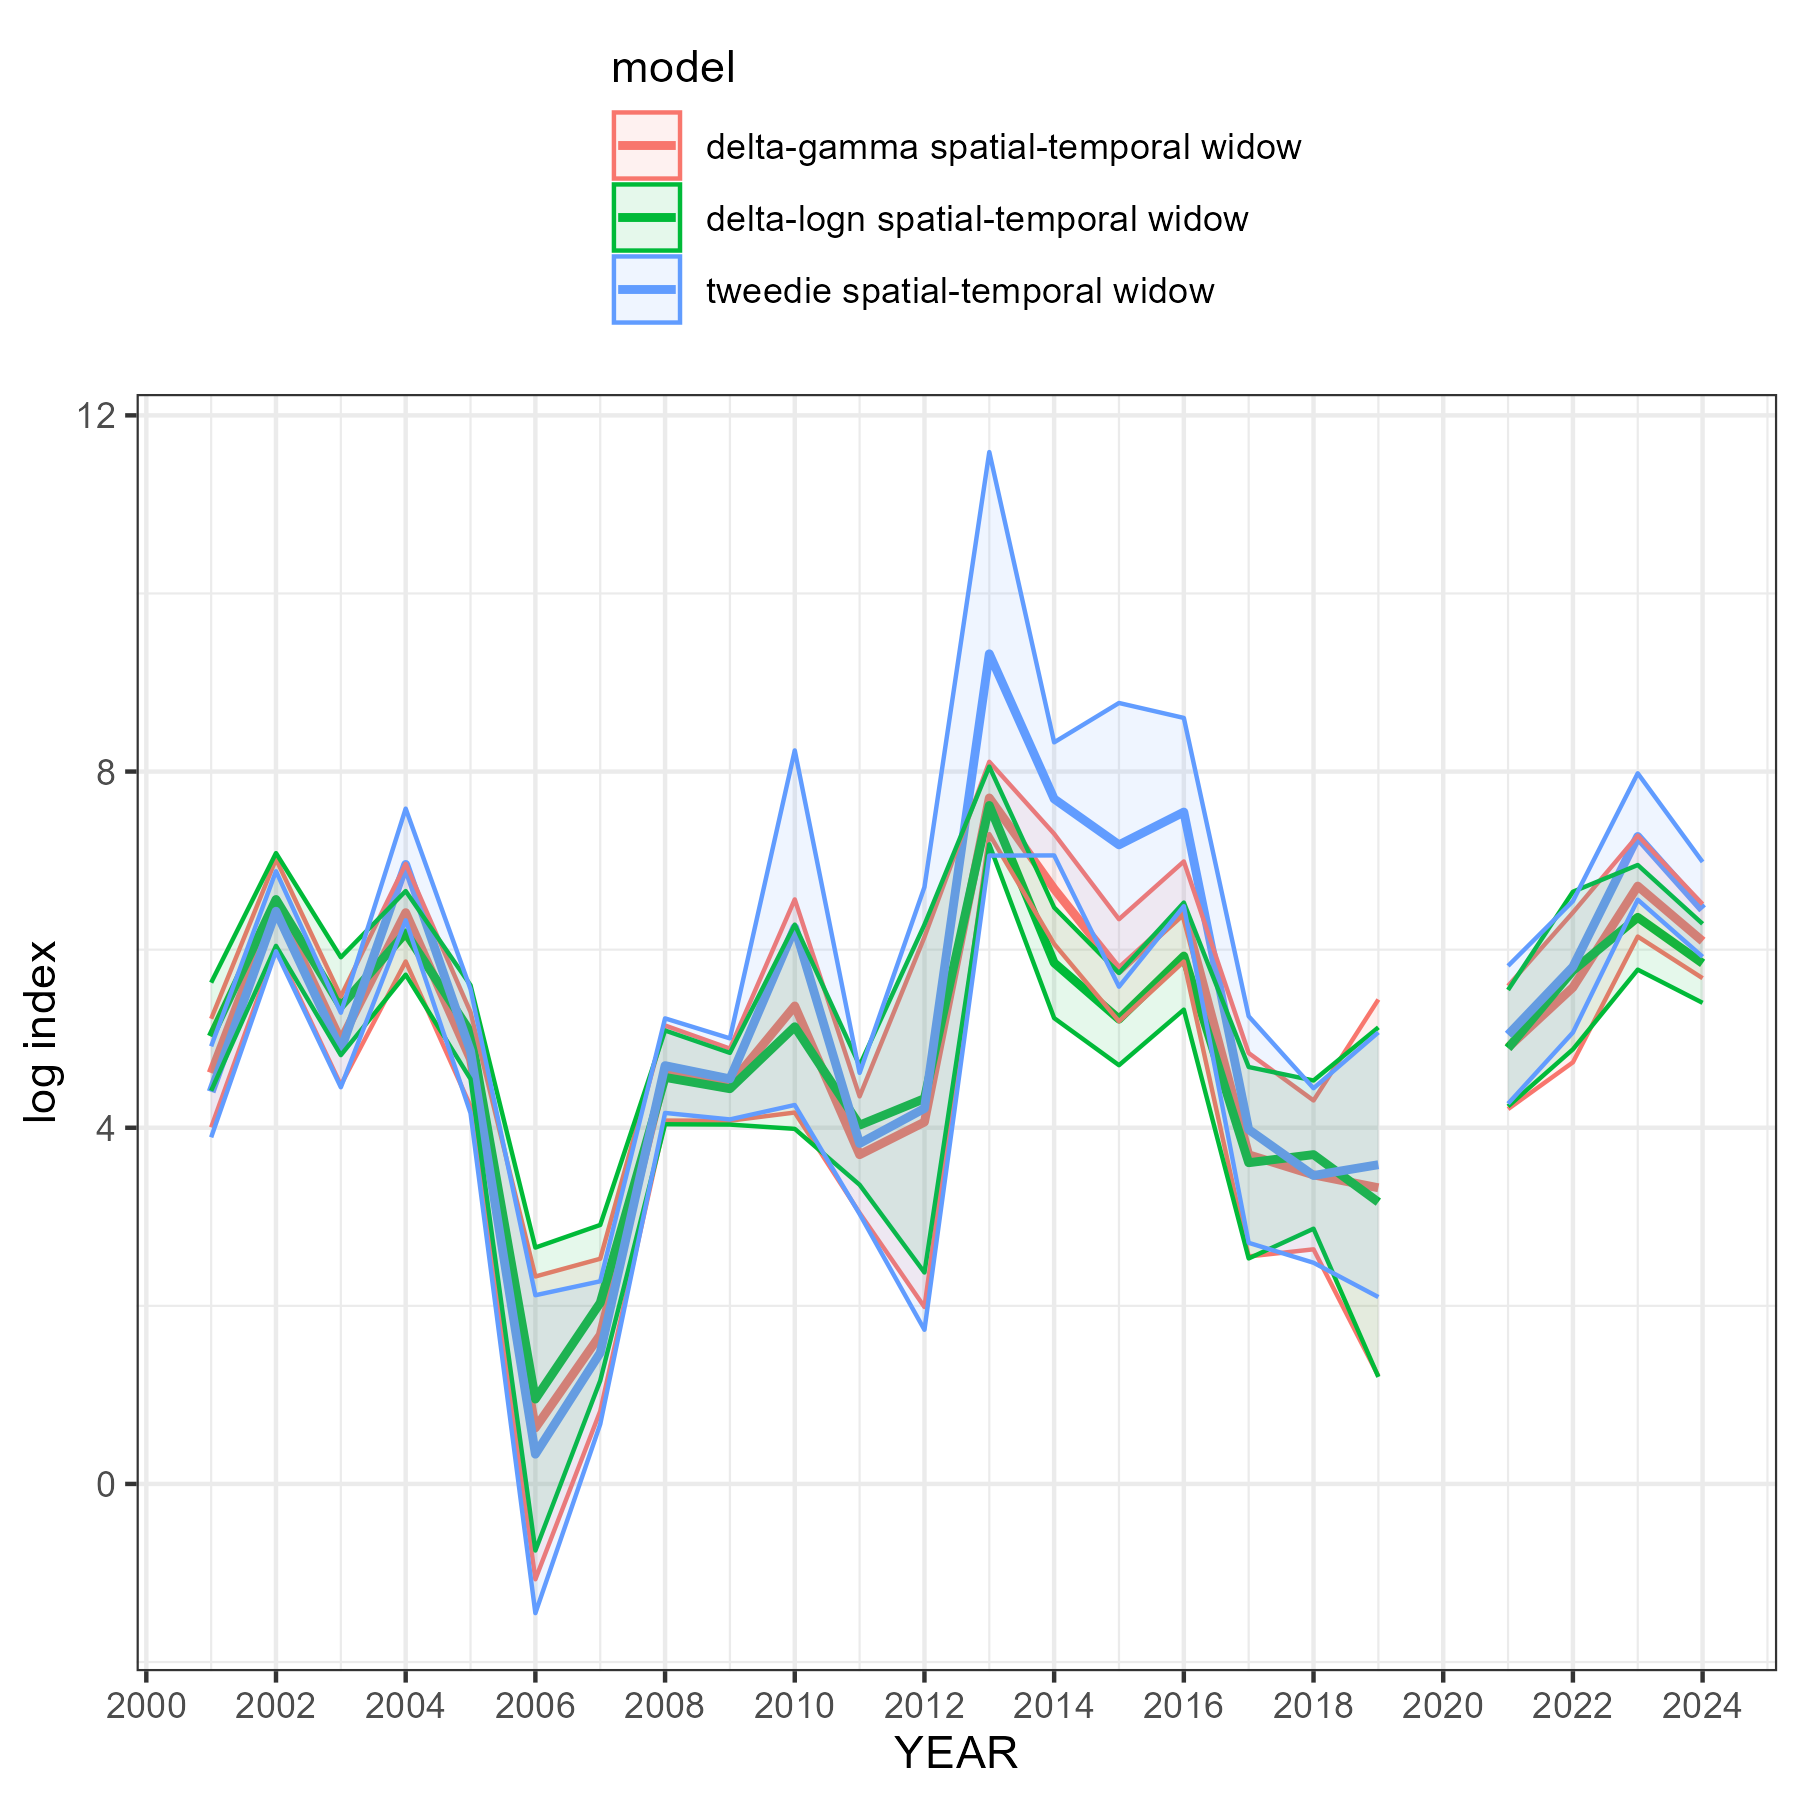 model
delta-gamma spatial-temporal widow
delta-logn spatial-temporal widow
tweedie spatial-temporal widow
12
8
4
0
log index
2000 2002 2004 2006 2008 2010 2012 2014 2016 2018 2020 2022 2024
YEAR